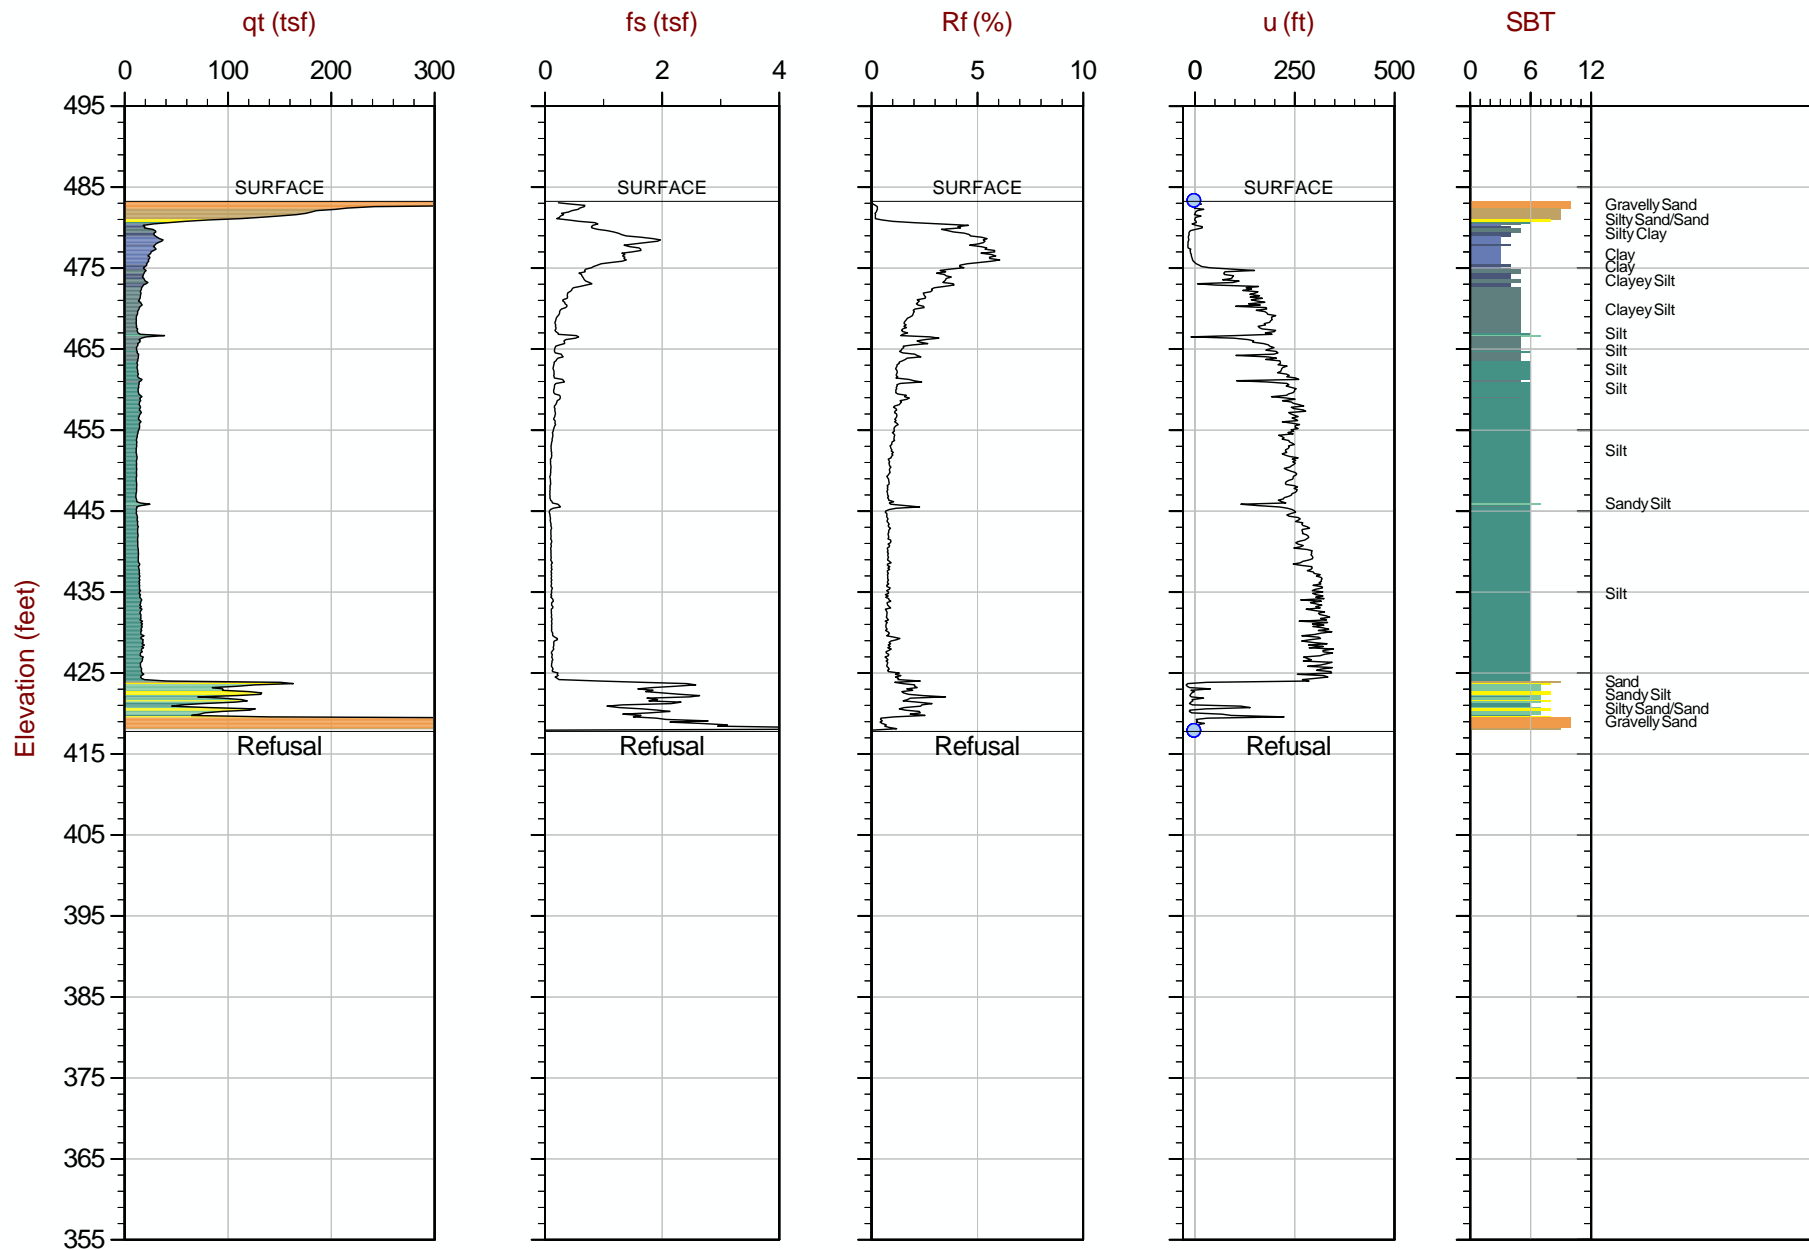 qt (tsf) fs (tsf) Rf (%) u (ft) SBT
0 100 200 300 0 2 4 0 5 10 0 250 500 0 6 12
495
485 SURFACE SURFACE SURFACE SURFACE
Gravelly Sand
Silty Sand/Sand
Silty Clay
Clay
475 Clay
Clayey Silt
Clayey Silt
Silt
465 Silt
Silt
Silt
455
Silt
445 Sandy Silt
435 Silt
425
Sand
Sandy Silt
Silty Sand/Sand
Gravelly Sand
415 Refusal Refusal Refusal Refusal
405
395
385
375
365
355
Elevation (feet)